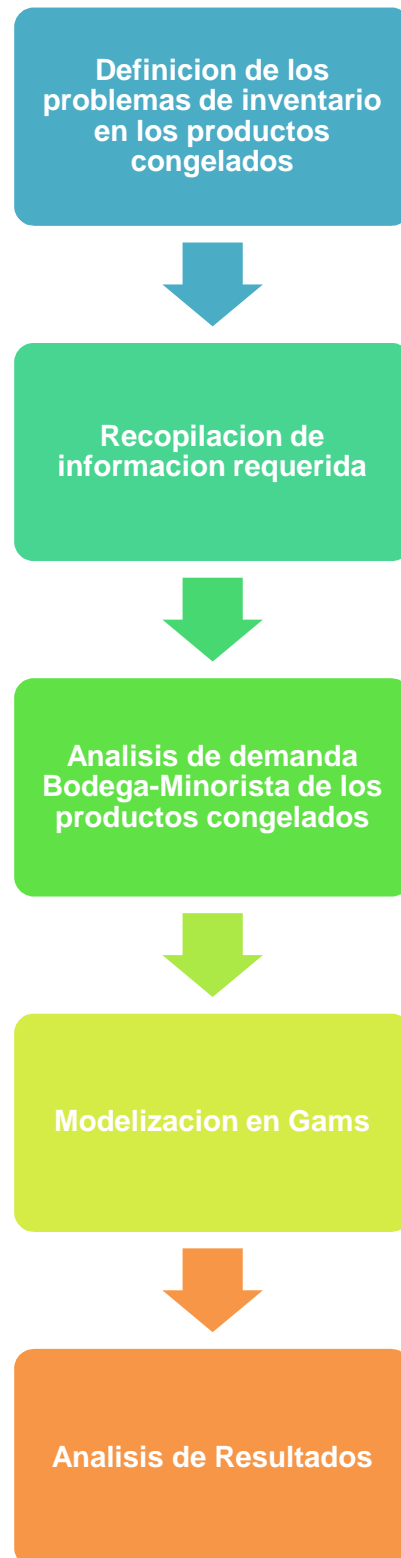 Definicion de los
problemas de inventario
en los productos
congelados
Recopilacion de
informacion requerida
Analisis de demanda
Bodega-Minorista de los
productos congelados
Modelizacion en Gams
Analisis de Resultados